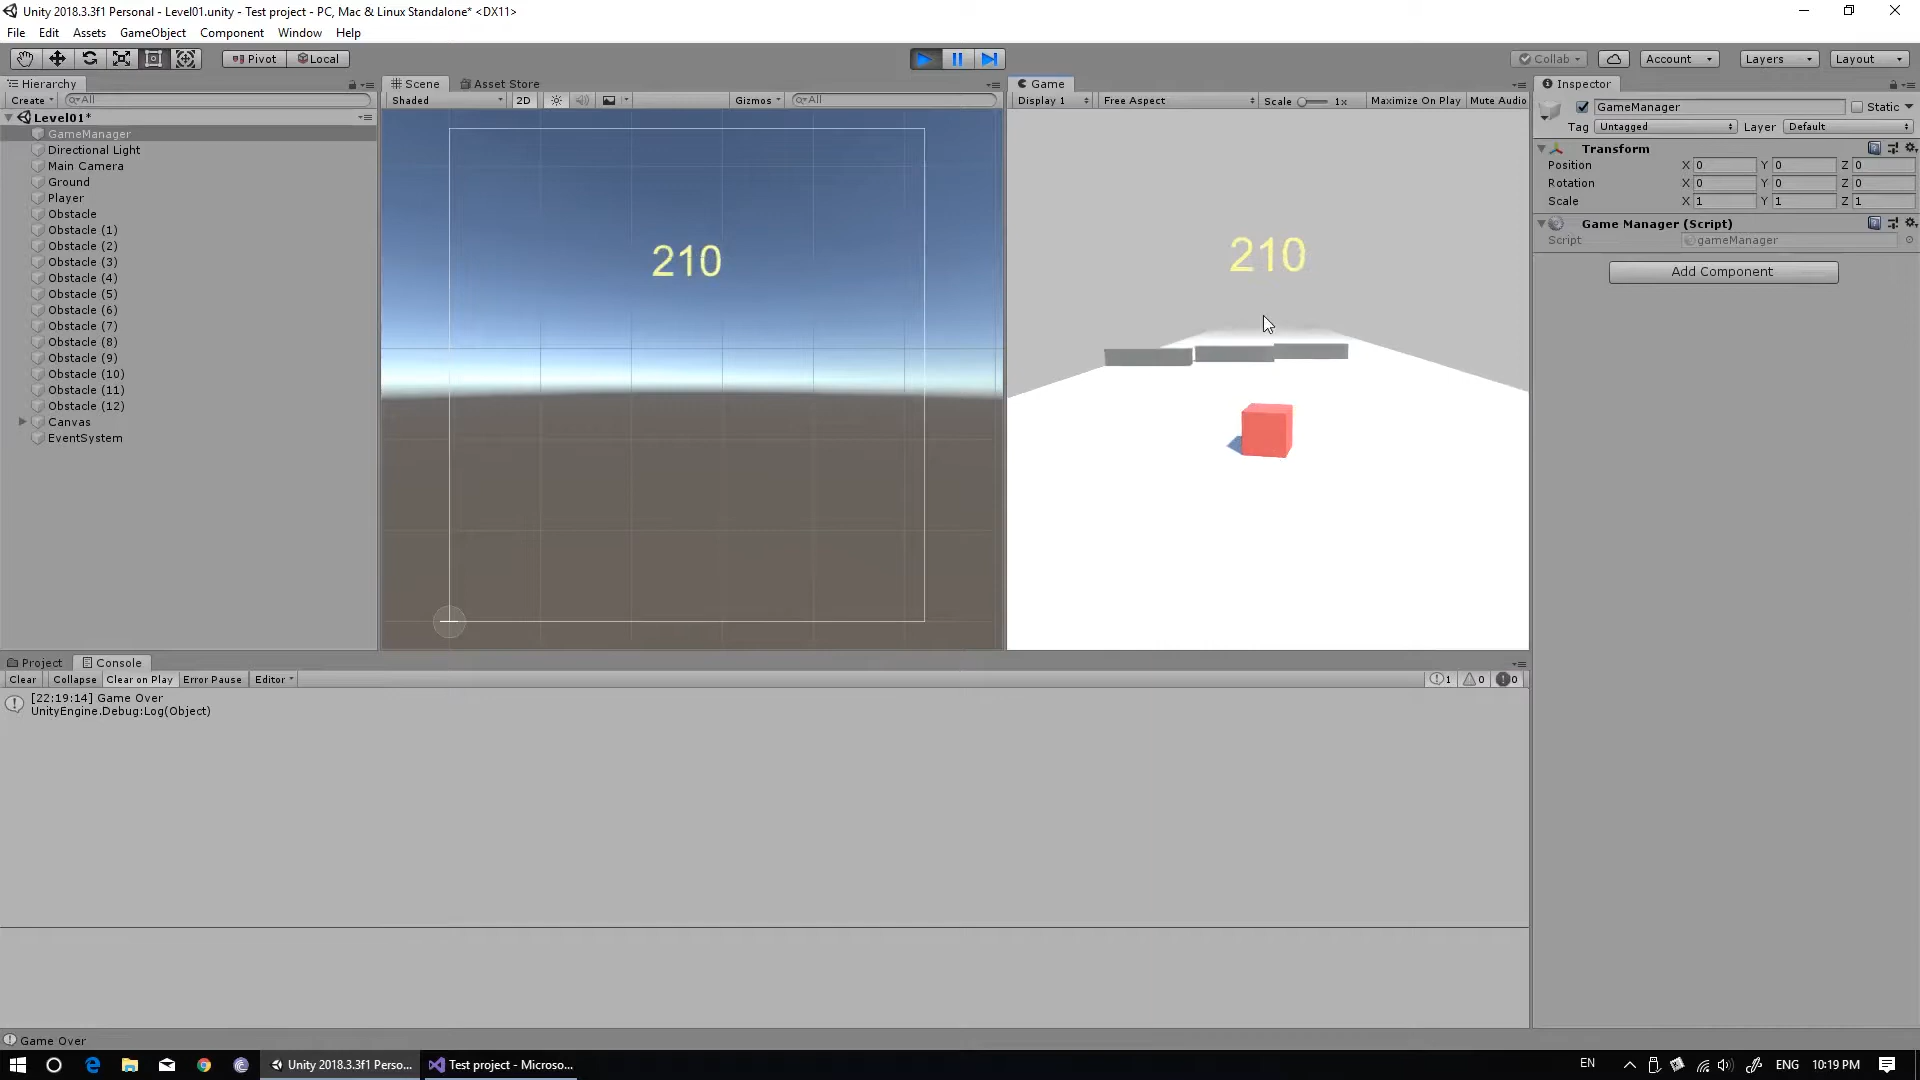 Unity 2018.3.3f1 Personal - Level01.unity - Test project - PC, Mac & Linux Standalone* <DX11>
File Edit Assets GameObject Component Window Help
Pivot Local Collab Account Layers Layout
Hierarchy Scene Asset Store Game Inspector
Create All Shaded 2D Gizmos All Display 1 Free Aspect Scale 1x Maximize On Play Mute Audio
GameManager Static
Tag Untagged Layer Default
Level01*
GameManager
Directional Light
Main Camera
Ground
Player
Obstacle
Obstacle (1)
Obstacle (2)
Obstacle (3)
Obstacle (4)
Obstacle (5)
Obstacle (6)
Obstacle (7)
Obstacle (8)
Obstacle (9)
Obstacle (10)
Obstacle (11)
Obstacle (12)
Canvas
EventSystem
210
210
Transform
Position X 0 Y 0 Z 0
Rotation X 0 Y 0 Z 0
Scale X 1 Y 1 Z 1
Game Manager (Script)
Script gameManager
Add Component
Project Console
Clear Collapse Clear on Play Error Pause Editor 1 0 0
[22:19:14] Game Over
UnityEngine.Debug:Log(Object)
Game Over
Unity 2018.3.3f1 Perso... Test project - Microso... EN ENG 10:19 PM